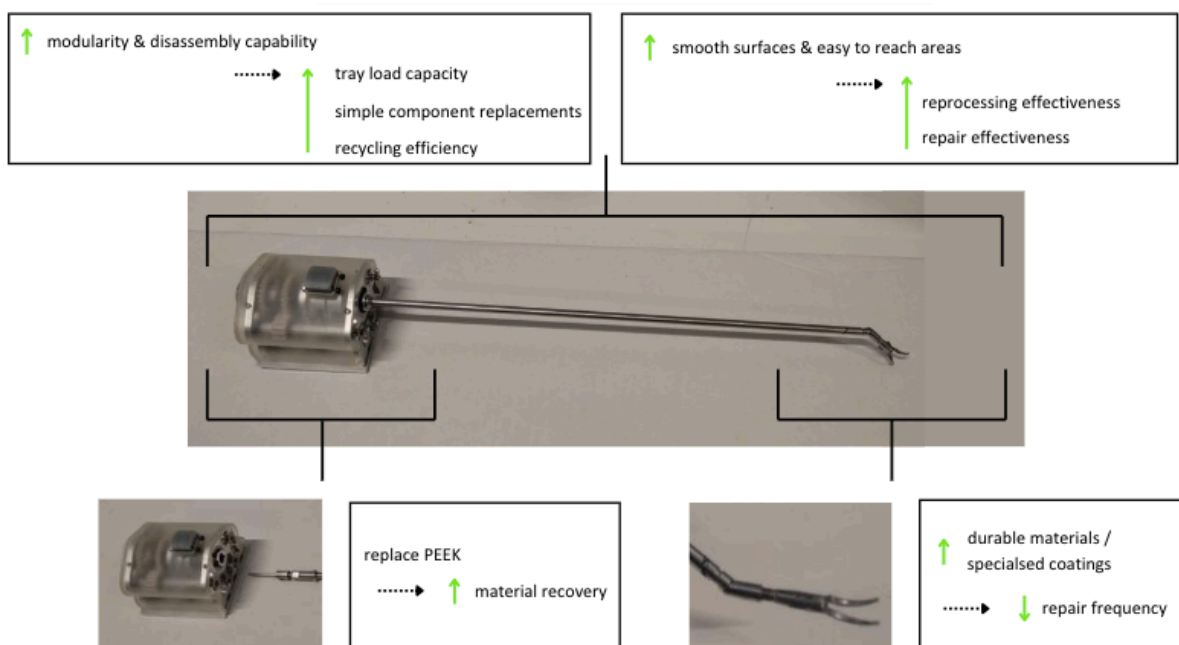 modularity & disassembly capability
tray load capacity
simple component replacements
recycling efficiency
smooth surfaces & easy to reach areas
reprocessing effectiveness
repair effectiveness
replace PEEK
material recovery
durable materials /
specialsed coatings
repair frequency